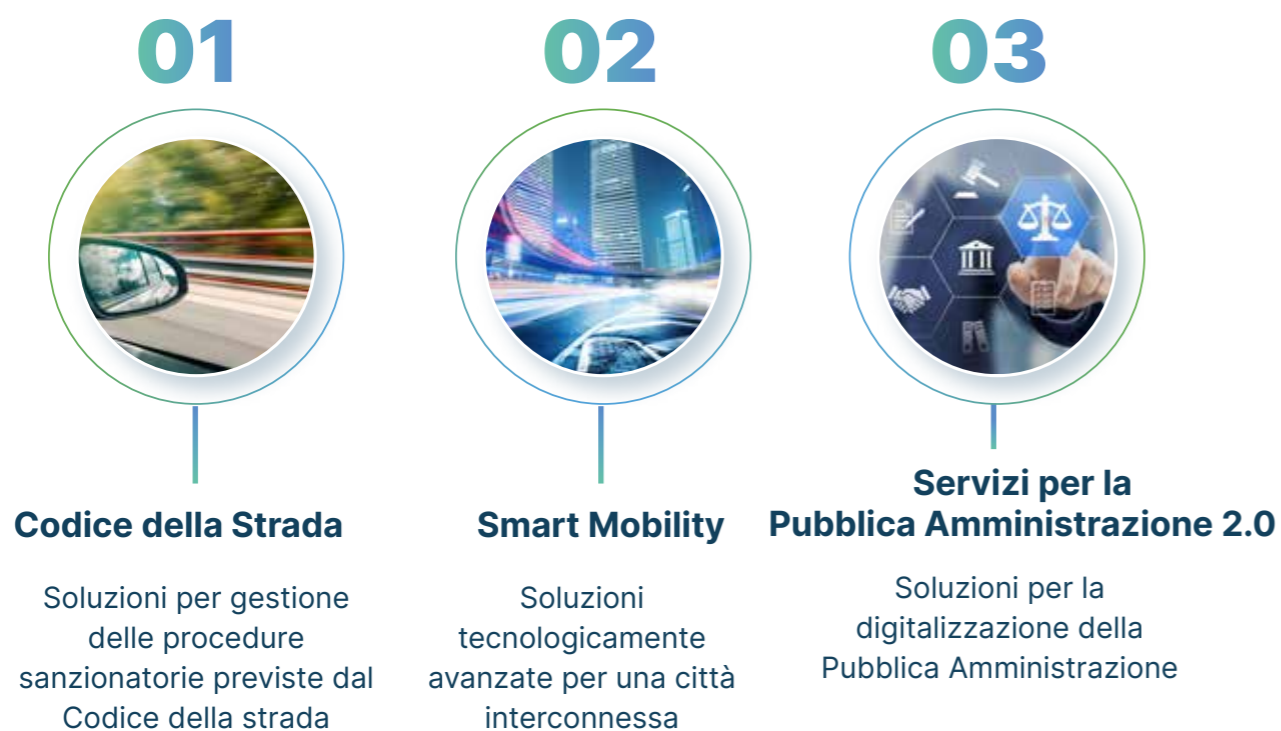 01
Codice della Strada
Soluzioni per gestione
delle procedure
sanzionatorie previste dal
Codice della strada
02
Smart Mobility
Soluzioni
tecnologicamente
avanzate per una città
interconnessa
03
Servizi per la
Pubblica Amministrazione 2.0
Soluzioni per la
digitalizzazione della
Pubblica Amministrazione